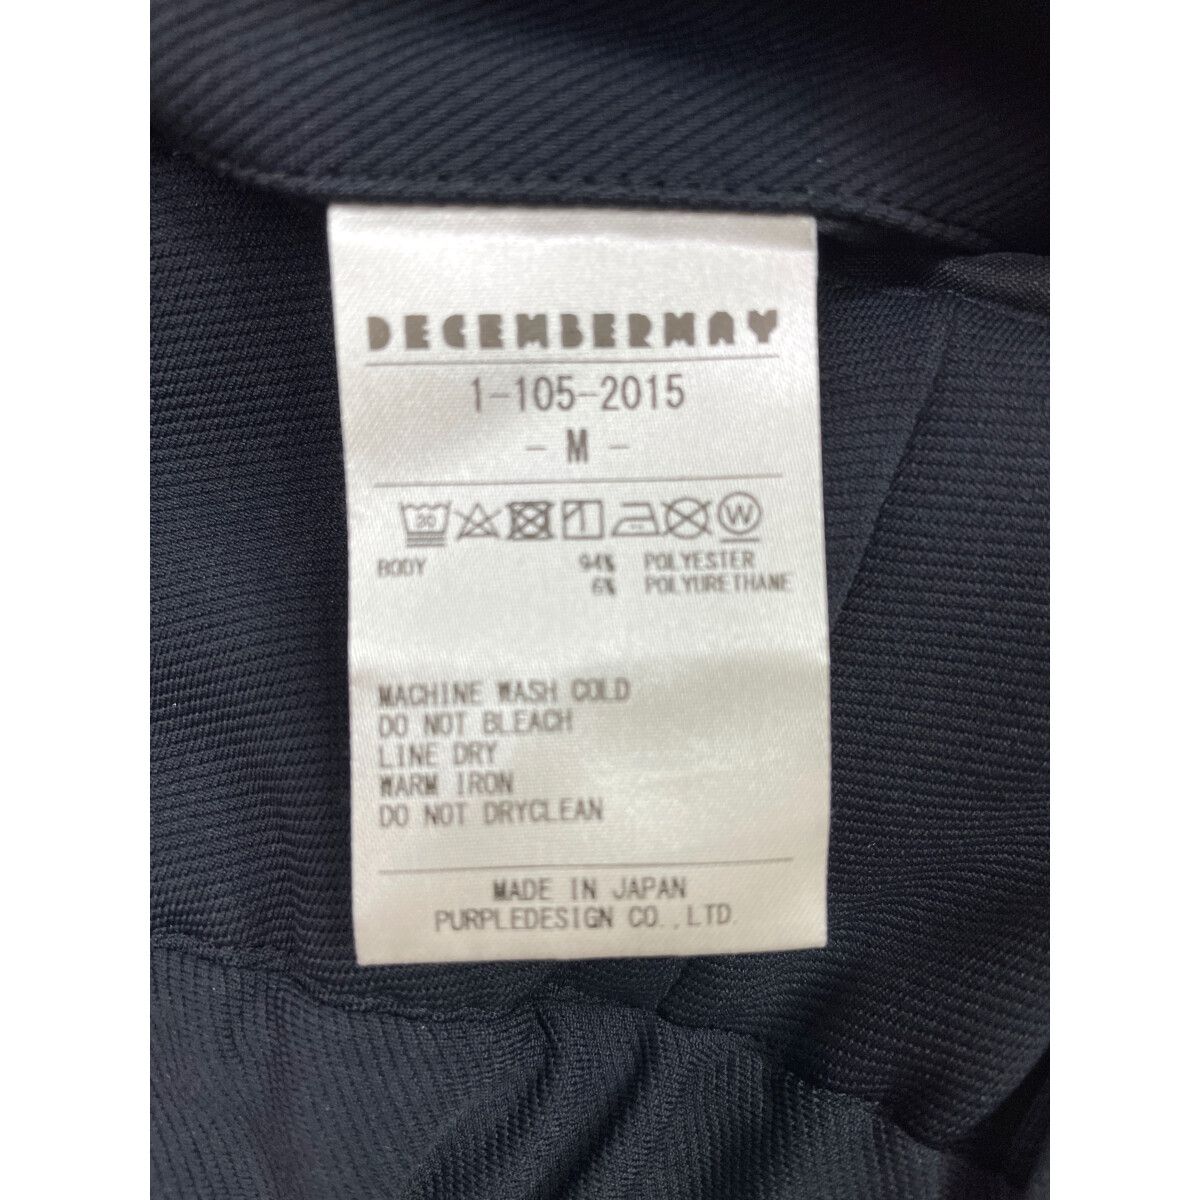 DECEMBERMAY
1-105-2015
- M -
30 W
BODY 94% POLYESTER
6% POLYURETHANE
MACHINE WASH COLD
DO NOT BLEACH
LINE DRY
WARM IRON
DO NOT DRYCLEAN
MADE IN JAPAN
PURPLEDESIGN CO.,LTD.